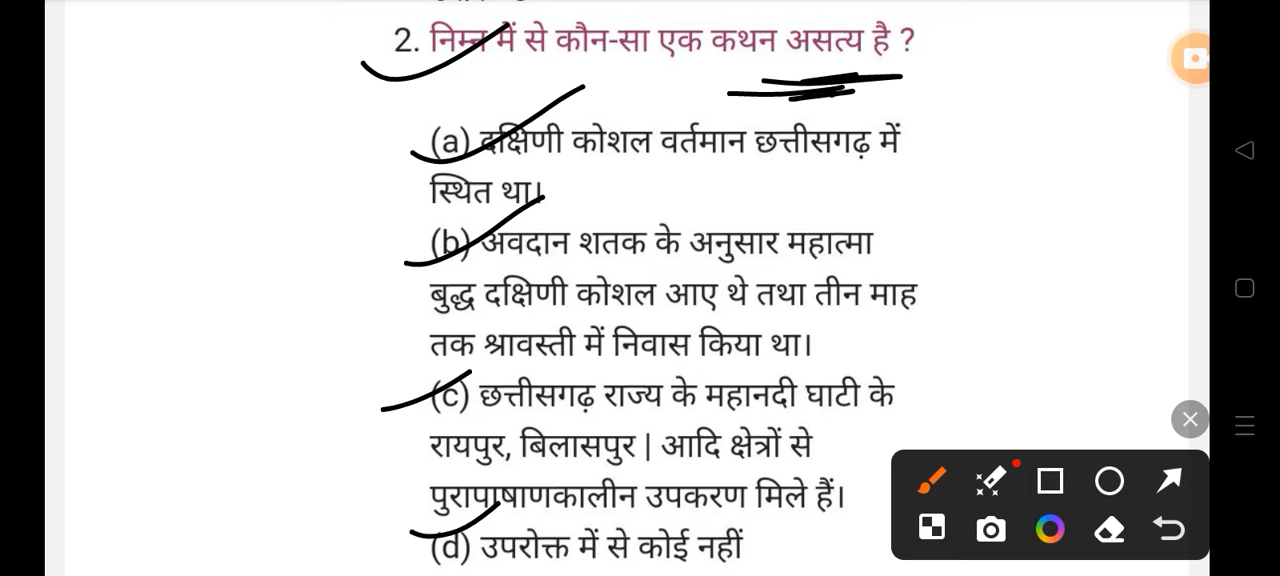 2. निम्न में से कौन-सा एक कथन असत्य है ?
(a) दक्षिणी कोशल वर्तमान छत्तीसगढ़ में
स्थित था।
(b) अवदान शतक के अनुसार महात्मा
बुद्ध दक्षिणी कोशल आए थे तथा तीन माह
तक श्रावस्ती में निवास किया था।
(c) छत्तीसगढ़ राज्य के महानदी घाटी के
रायपुर, बिलासपुर | आदि क्षेत्रों से
पुरापाषाणकालीन उपकरण मिले हैं।
(d) उपरोक्त में से कोई नहीं